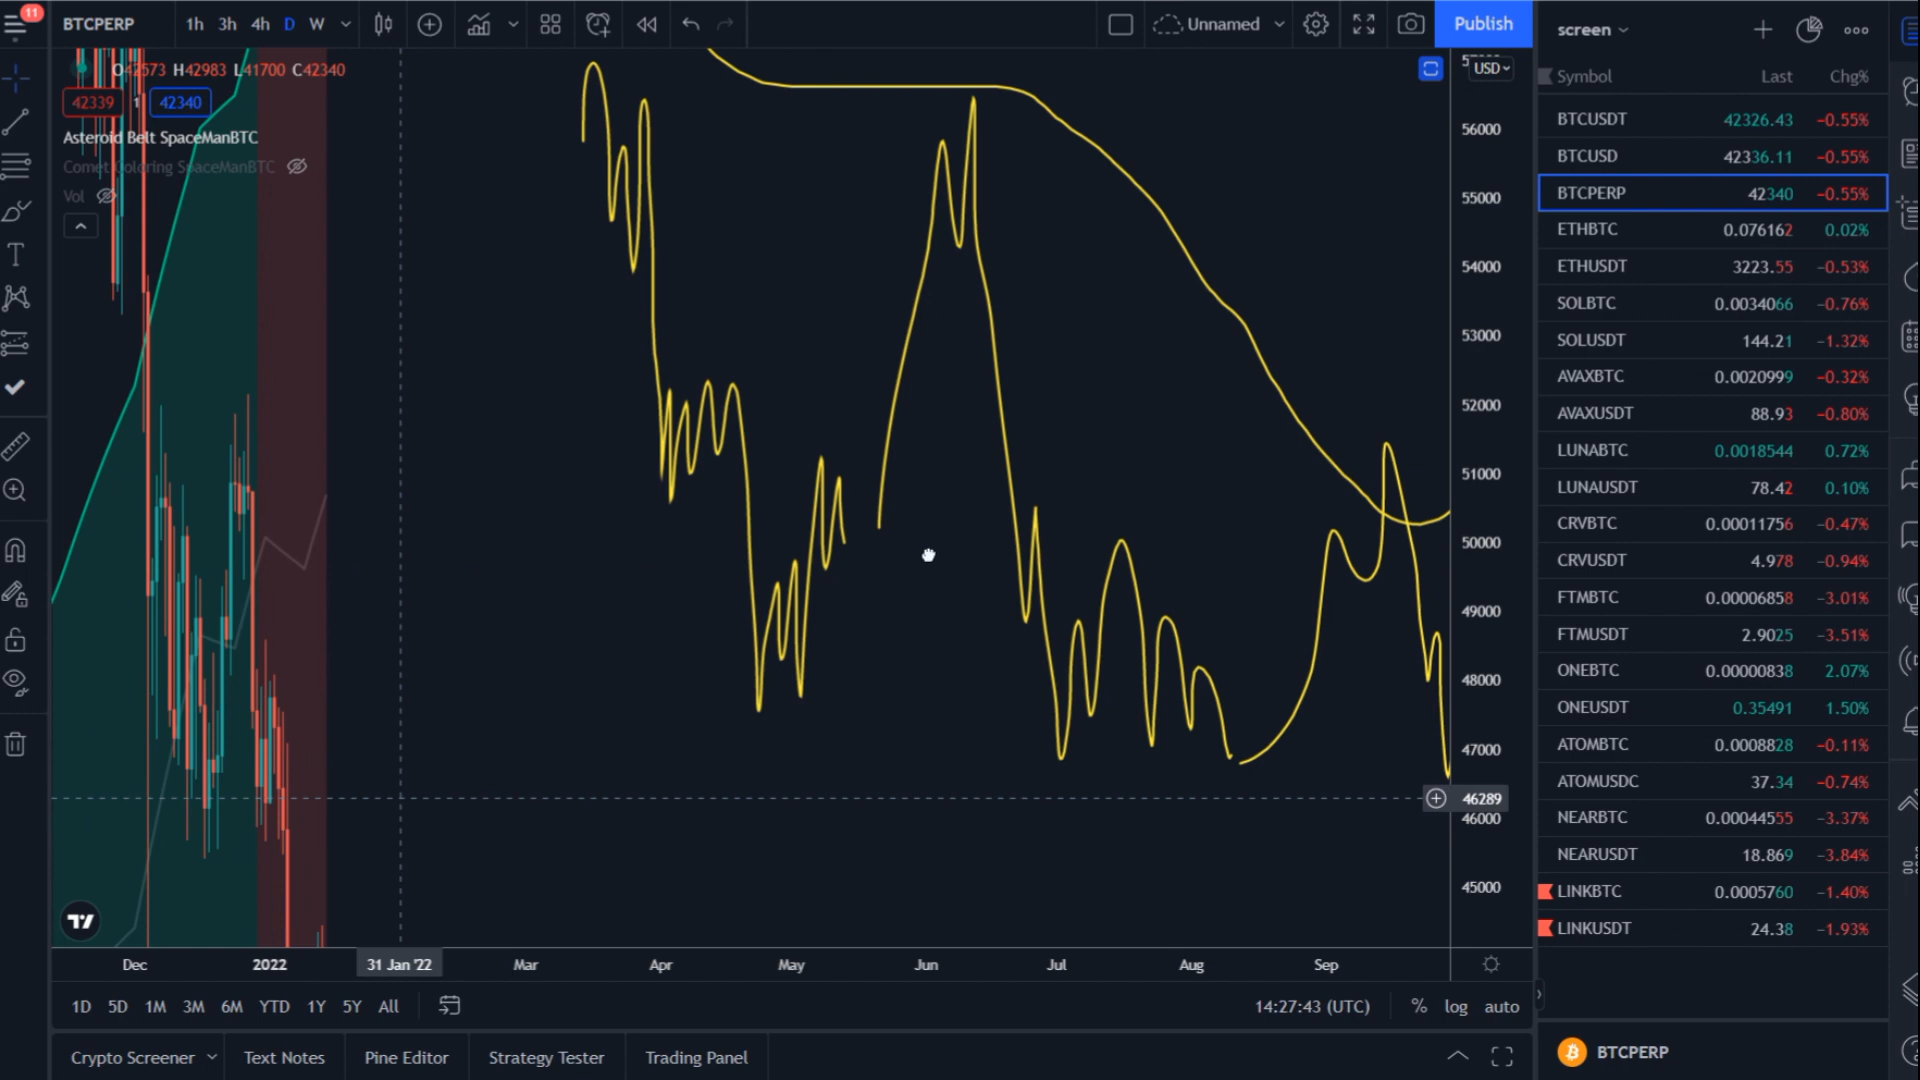 11
BTCPERP 1h 3h 4h D W Unnamed Publish
O42573 H42983 L41700 C42340
42339 1 42340
Asteroid Belt SpaceManBTC
Comet Coloring SpaceManBTC
Vol
USD
56000
55000
54000
53000
52000
51000
50000
49000
48000
47000
46289
46000
45000
Dec 2022 31 Jan '22 Mar Apr May Jun Jul Aug Sep
1D 5D 1M 3M 6M YTD 1Y 5Y All 14:27:43 (UTC) % log auto
Crypto Screener Text Notes Pine Editor Strategy Tester Trading Panel
screen
Symbol Last Chg%
BTCUSDT 42326.43 −0.55%
BTCUSD 42336.11 −0.55%
BTCPERP 42340 −0.55%
ETHBTC 0.076162 0.02%
ETHUSDT 3223.55 −0.53%
SOLBTC 0.0034066 −0.76%
SOLUSDT 144.21 −1.32%
AVAXBTC 0.0020999 −0.32%
AVAXUSDT 88.93 −0.80%
LUNABTC 0.0018544 0.72%
LUNAUSDT 78.42 0.10%
CRVBTC 0.00011756 −0.47%
CRVUSDT 4.978 −0.94%
FTMBTC 0.00006858 −3.01%
FTMUSDT 2.9025 −3.51%
ONEBTC 0.00000838 2.07%
ONEUSDT 0.35491 1.50%
ATOMBTC 0.0008828 −0.11%
ATOMUSDC 37.34 −0.74%
NEARBTC 0.00044555 −3.37%
NEARUSDT 18.869 −3.84%
LINKBTC 0.0005760 −1.40%
LINKUSDT 24.38 −1.93%
BTCPERP